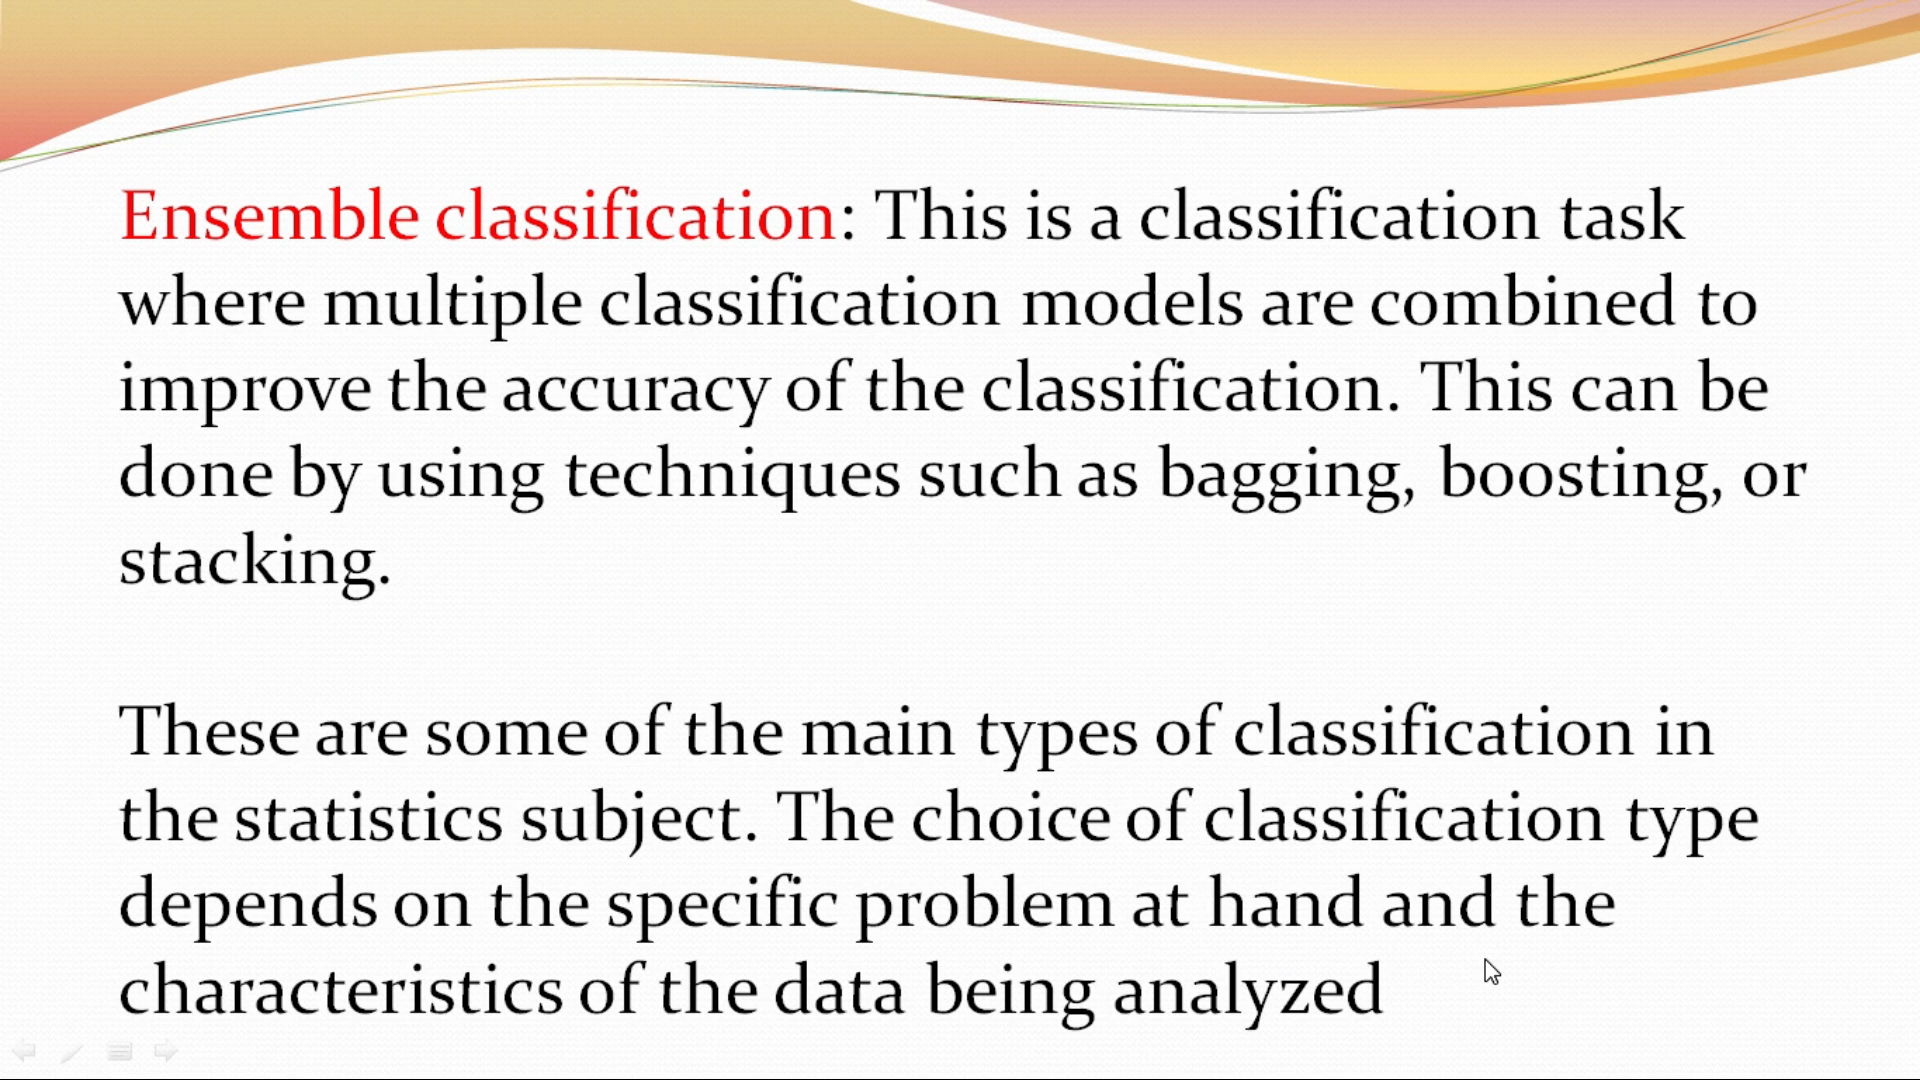 Ensemble classification: This is a classification task
where multiple classification models are combined to
improve the accuracy of the classification. This can be
done by using techniques such as bagging, boosting, or
stacking.
These are some of the main types of classification in
the statistics subject. The choice of classification type
depends on the specific problem at hand and the
characteristics of the data being analyzed